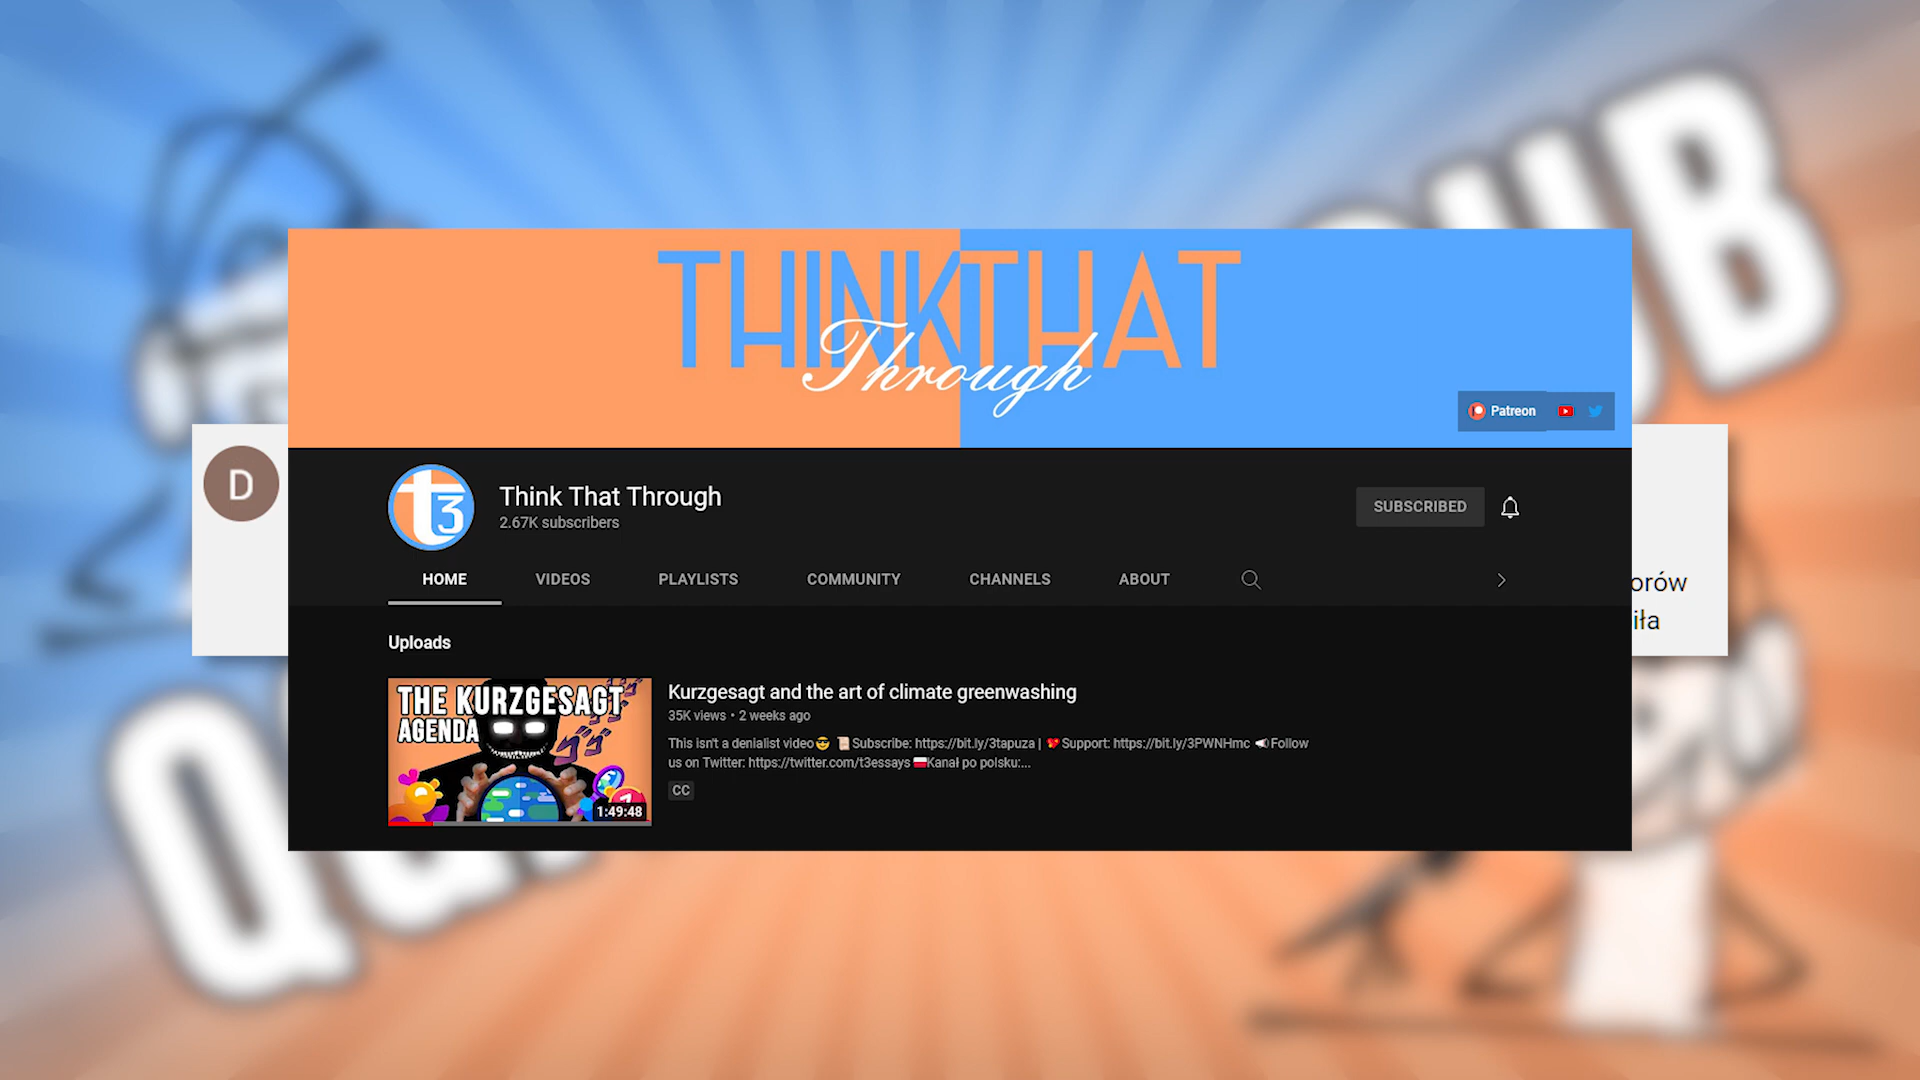 THINKTHAT
Through
Patreon
D
t3
Think That Through
2.67K subscribers
SUBSCRIBED
HOME VIDEOS PLAYLISTS COMMUNITY CHANNELS ABOUT
orów
iła
Uploads
THE KURZGESAGT
AGENDA
1:49:48
Kurzgesagt and the art of climate greenwashing
35K views • 2 weeks ago
This isn't a denialist video😎 📜Subscribe: https://bit.ly/3tapuza | 💖Support: https://bit.ly/3PWNHmc 📢Follow
us on Twitter: https://twitter.com/t3essays 🇵🇱Kanał po polsku:...
CC